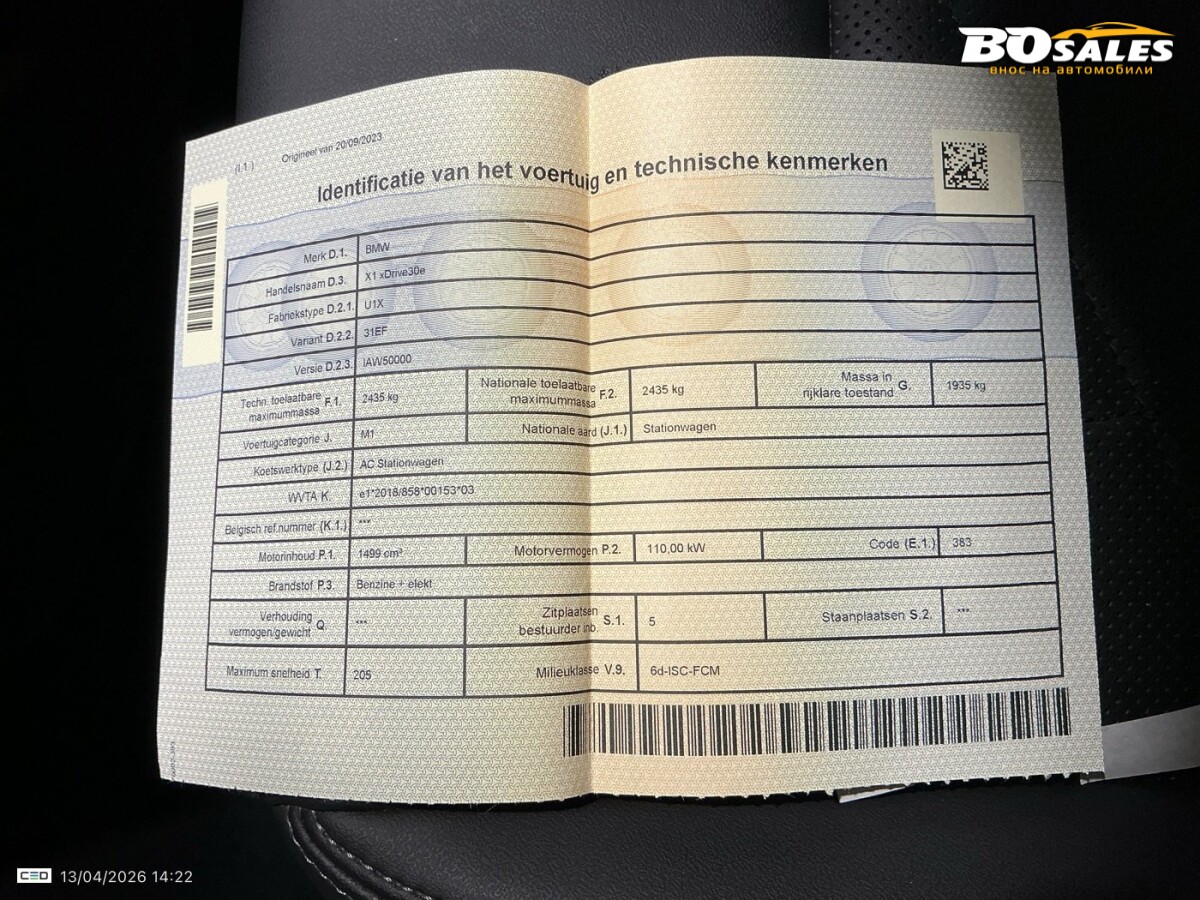 BOSALES
внос на автомобили
(I.1.) Origineel van 20/09/2023
Identificatie van het voertuig en technische kenmerken
Merk D.1. BMW
Handelsnaam D.3. X1 xDrive30e
Fabriekstype D.2.1. U1X
Variant D.2.2. 31EF
Versie D.2.3. IAW50000
Techn. toelaatbare maximummassa F.1. 2435 kg Nationale toelaatbare maximummassa F.2. 2435 kg Massa in rijklare toestand G. 1935 kg
Voertuigcategorie J. M1 Nationale aard (J.1.) Stationwagen
Koetswerktype (J.2.) AC Stationwagen
WVTA K. e1*2018/858*00153*03
Belgisch ref.nummer (K.1.) ***
Motorinhoud P.1. 1499 cm³ Motorvermogen P.2. 110,00 kW Code (E.1.) 383
Brandstof P.3. Benzine + elekt
Verhouding vermogen/gewicht Q. *** Zitplaatsen bestuurder inb. S.1. 5 Staanplaatsen S.2. ***
Maximum snelheid T. 205 Milieuklasse V.9. 6d-ISC-FCM
CEO 13/04/2026 14:22